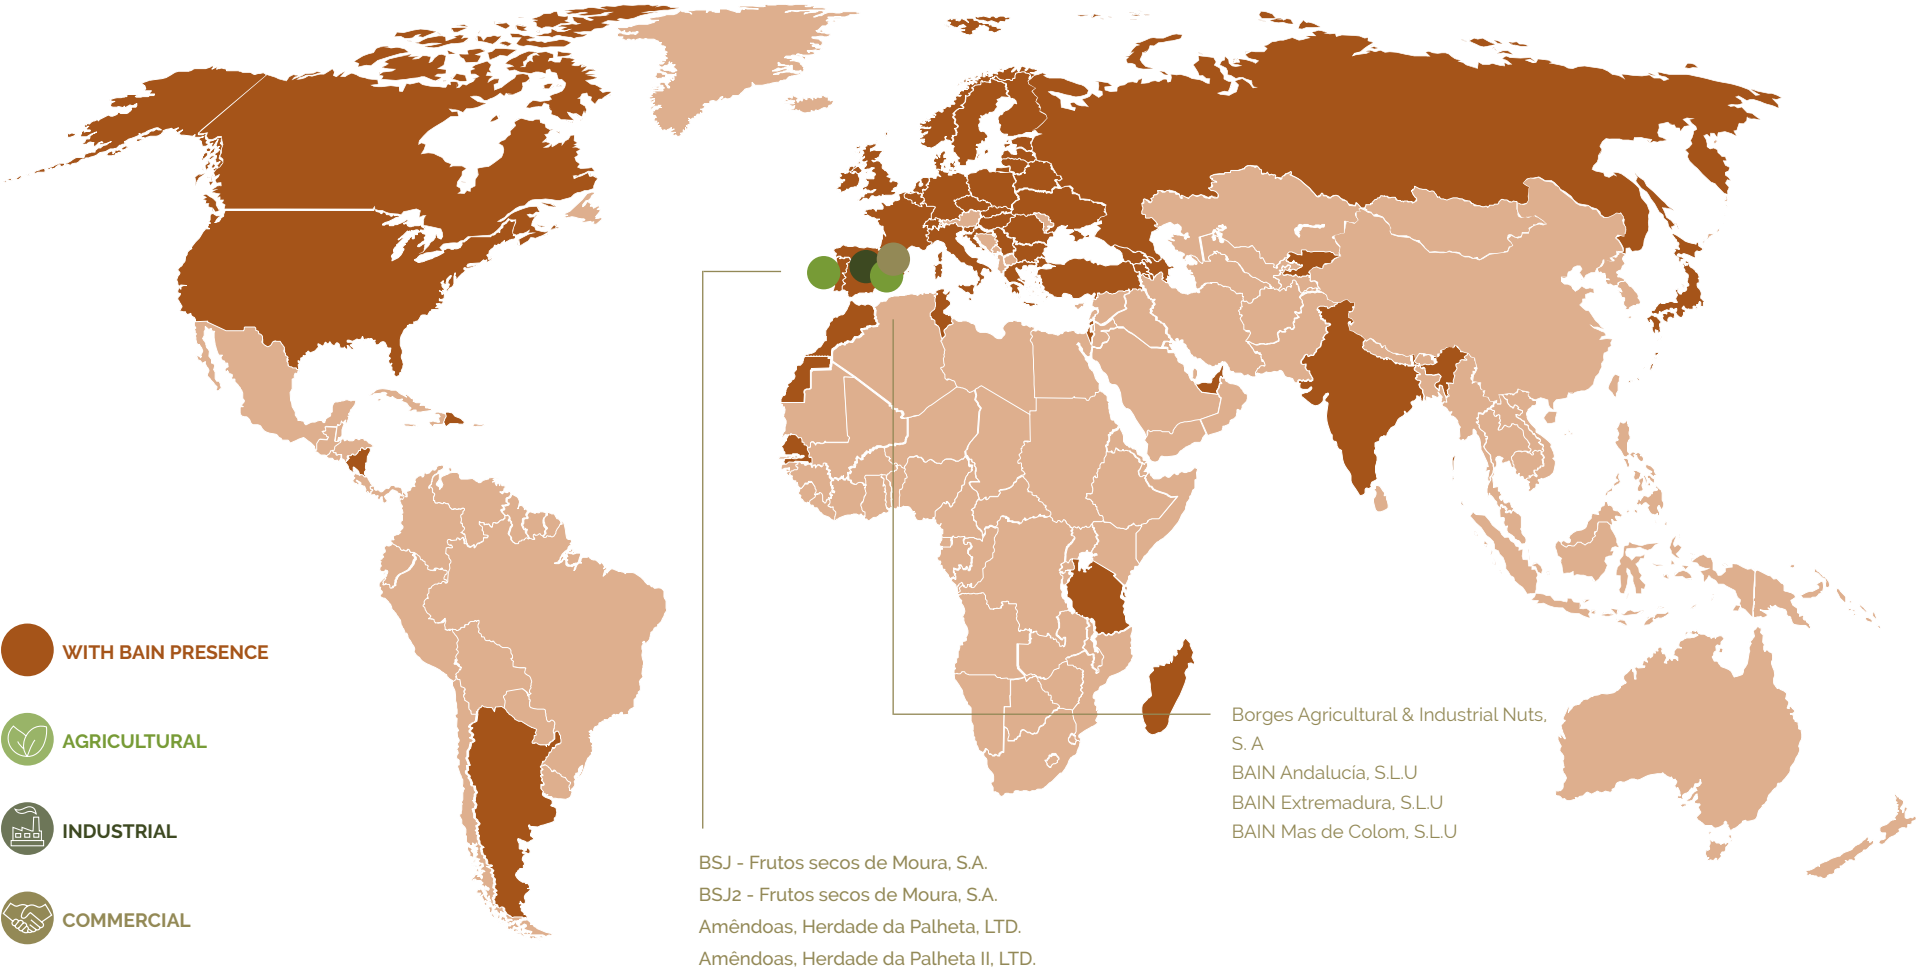 WITH BAIN PRESENCE
AGRICULTURAL
INDUSTRIAL
COMMERCIAL
BSJ - Frutos secos de Moura, S.A.
BSJ2 - Frutos secos de Moura, S.A.
Amêndoas, Herdade da Palheta, LTD.
Amêndoas, Herdade da Palheta II, LTD.
Borges Agricultural & Industrial Nuts,
S. A
BAIN Andalucía, S.L.U
BAIN Extremadura, S.L.U
BAIN Mas de Colom, S.L.U